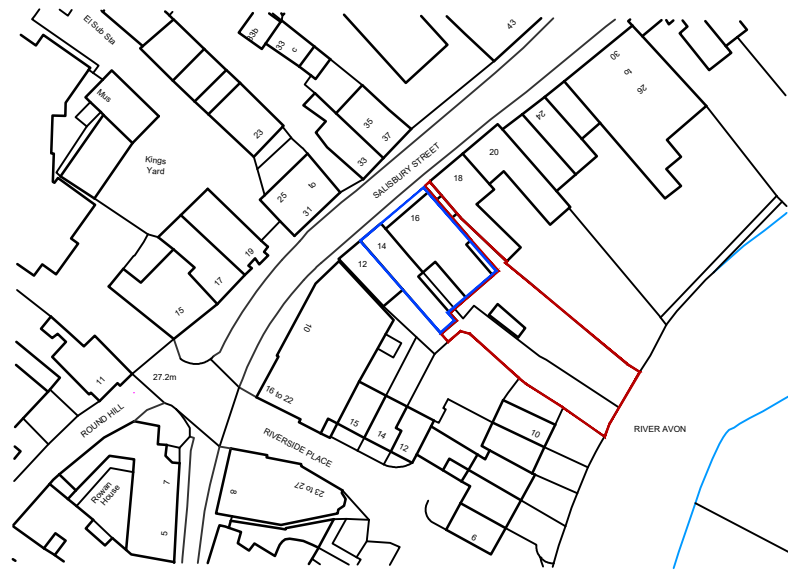 El Sub Sta
43
33b
33
c
30
to
26
Mus
35
37
24
23
SALISBURY STREET
20
Kings
Yard
33
18
25
to
31
16
14
19
12
17
15
10
27.2m
11
16 to 22
ROUND HILL
15
14
12
10
RIVER AVON
RIVERSIDE PLACE
Rowan
House
7
8
23 to 27
5
6